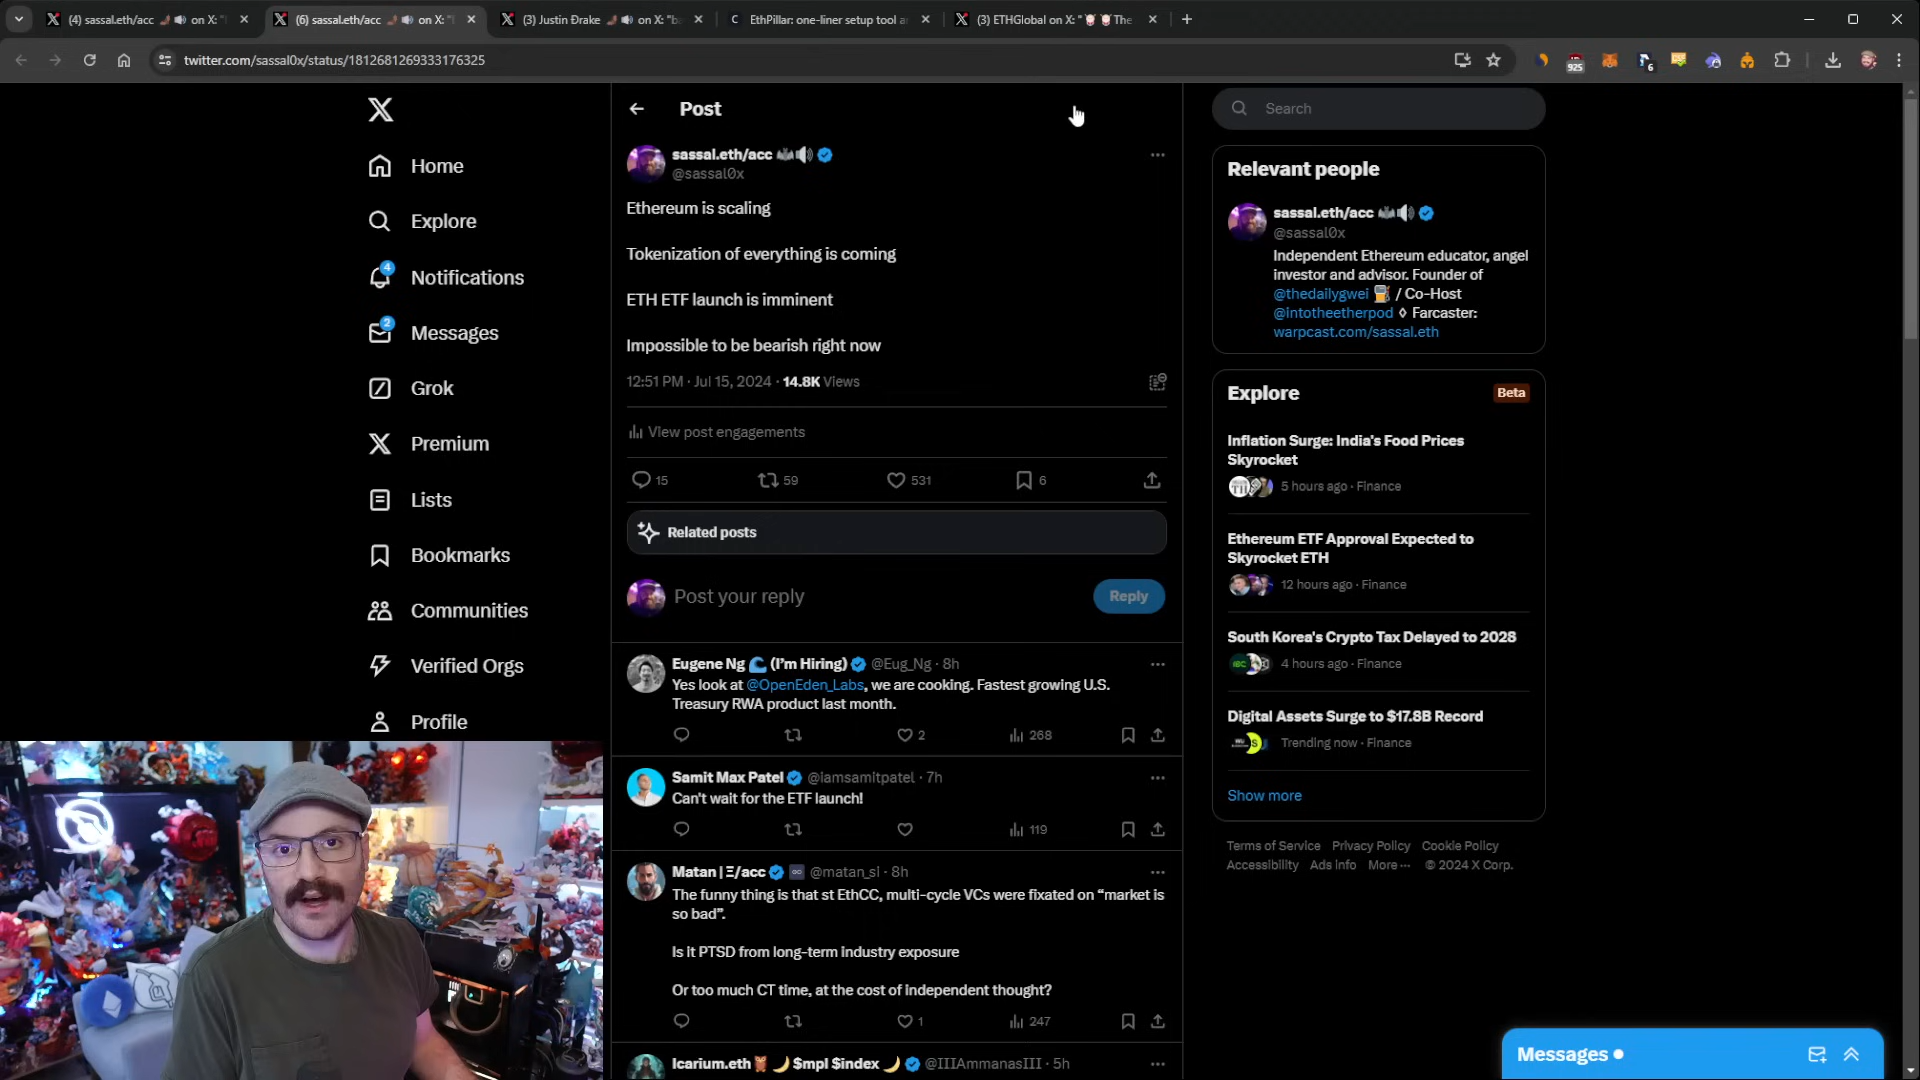 (4) sassal.eth/acc on X: "I
(6) sassal.eth/acc on X: "I
(3) Justin Ðrake on X: "b
EthPillar: one-liner setup tool a
(3) ETHGlobal on X: " The
twitter.com/sassal0x/status/1812681269333176325
925
6
Home
Explore
4
Notifications
2
Messages
Grok
Premium
Lists
Bookmarks
Communities
Verified Orgs
Profile
Post
sassal.eth/acc
@sassal0x
Ethereum is scaling
Tokenization of everything is coming
ETH ETF launch is imminent
Impossible to be bearish right now
12:51 PM · Jul 15, 2024 · 14.8K Views
View post engagements
15
59
531
6
Related posts
Post your reply
Reply
Eugene Ng 🌊 (I'm Hiring) @Eug_Ng · 8h
Yes look at @OpenEden_Labs, we are cooking. Fastest growing U.S.
Treasury RWA product last month.
2
268
Samit Max Patel @iamsamitpatel · 7h
Can't wait for the ETF launch!
119
Matan | Ξ/acc @matan_si · 8h
The funny thing is that st EthCC, multi-cycle VCs were fixated on “market is
so bad”.
Is it PTSD from long-term industry exposure
Or too much CT time, at the cost of independent thought?
1
247
Icarium.eth🦉 🌙 $mpl $index 🌙 @IIIAmmanasIII · 5h
Search
Relevant people
sassal.eth/acc
@sassal0x
Independent Ethereum educator, angel
investor and advisor. Founder of
@thedailygwei ⛽ / Co-Host
@intotheetherpod ◊ Farcaster:
warpcast.com/sassal.eth
Explore
Beta
Inflation Surge: India's Food Prices
Skyrocket
5 hours ago · Finance
Ethereum ETF Approval Expected to
Skyrocket ETH
12 hours ago · Finance
South Korea's Crypto Tax Delayed to 2028
4 hours ago · Finance
Digital Assets Surge to $17.8B Record
Trending now · Finance
Show more
Terms of Service Privacy Policy Cookie Policy
Accessibility Ads info More ··· © 2024 X Corp.
Messages